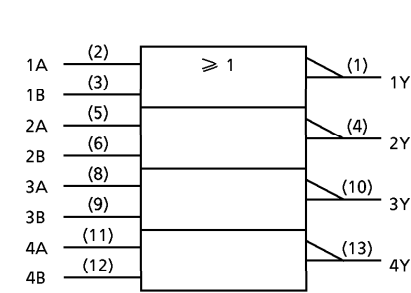 (2) ⩾ 1 (1)
1A 1Y
(3)
1B
(5) (4)
2A 2Y
(6)
2B
(8) (10)
3A 3Y
(9)
3B
(11) (13)
4A 4Y
(12)
4B